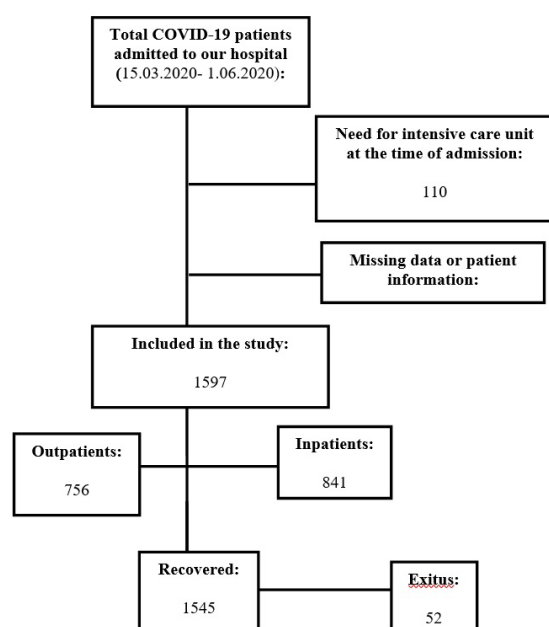 Total COVID-19 patients
admitted to our hospital
(15.03.2020- 1.06.2020):
Need for intensive care unit
at the time of admission:
110
Missing data or patient
information:
Included in the study:
1597
Outpatients:
756
Inpatients:
841
Recovered:
1545
Exitus:
52